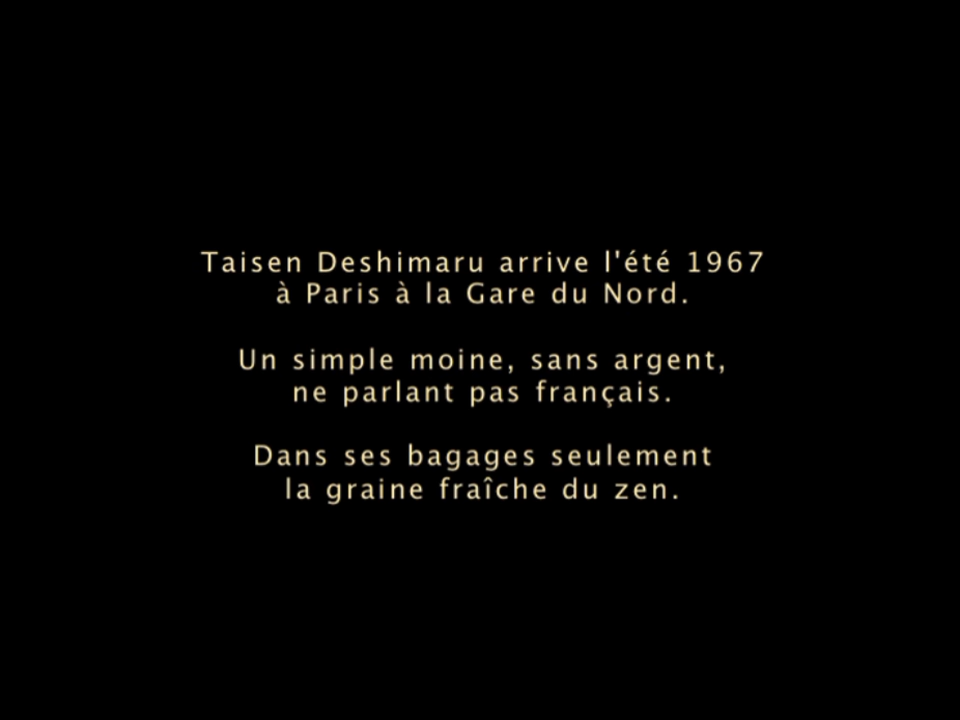 Taisen Deshimaru arrive l'été 1967
à Paris à la Gare du Nord.
Un simple moine, sans argent,
ne parlant pas français.
Dans ses bagages seulement
la graine fraîche du zen.